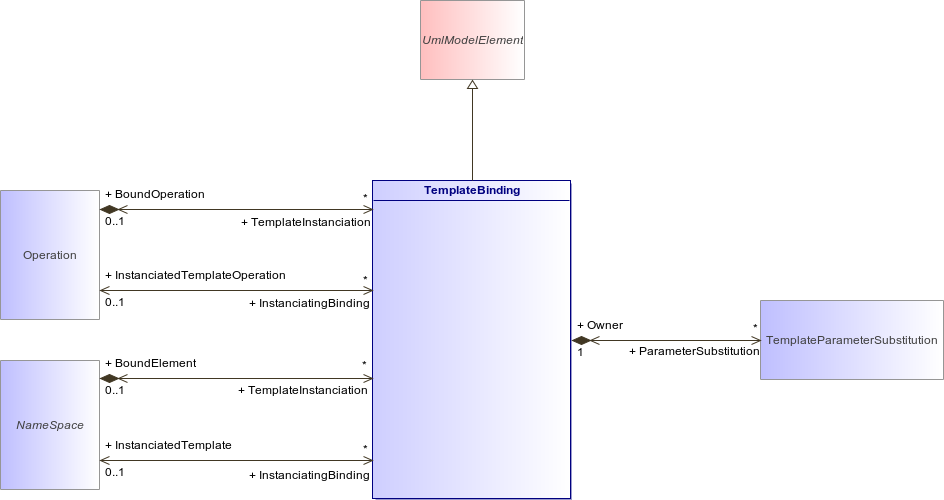 UmlModelElement
TemplateBinding
+ BoundOperation
*
0..1
+ TemplateInstanciation
Operation
+ InstanciatedTemplateOperation
*
0..1
+ InstanciatingBinding
+ Owner
*
1
+ ParameterSubstitution
TemplateParameterSubstitution
+ BoundElement
*
0..1
+ TemplateInstanciation
NameSpace
+ InstanciatedTemplate
*
0..1
+ InstanciatingBinding